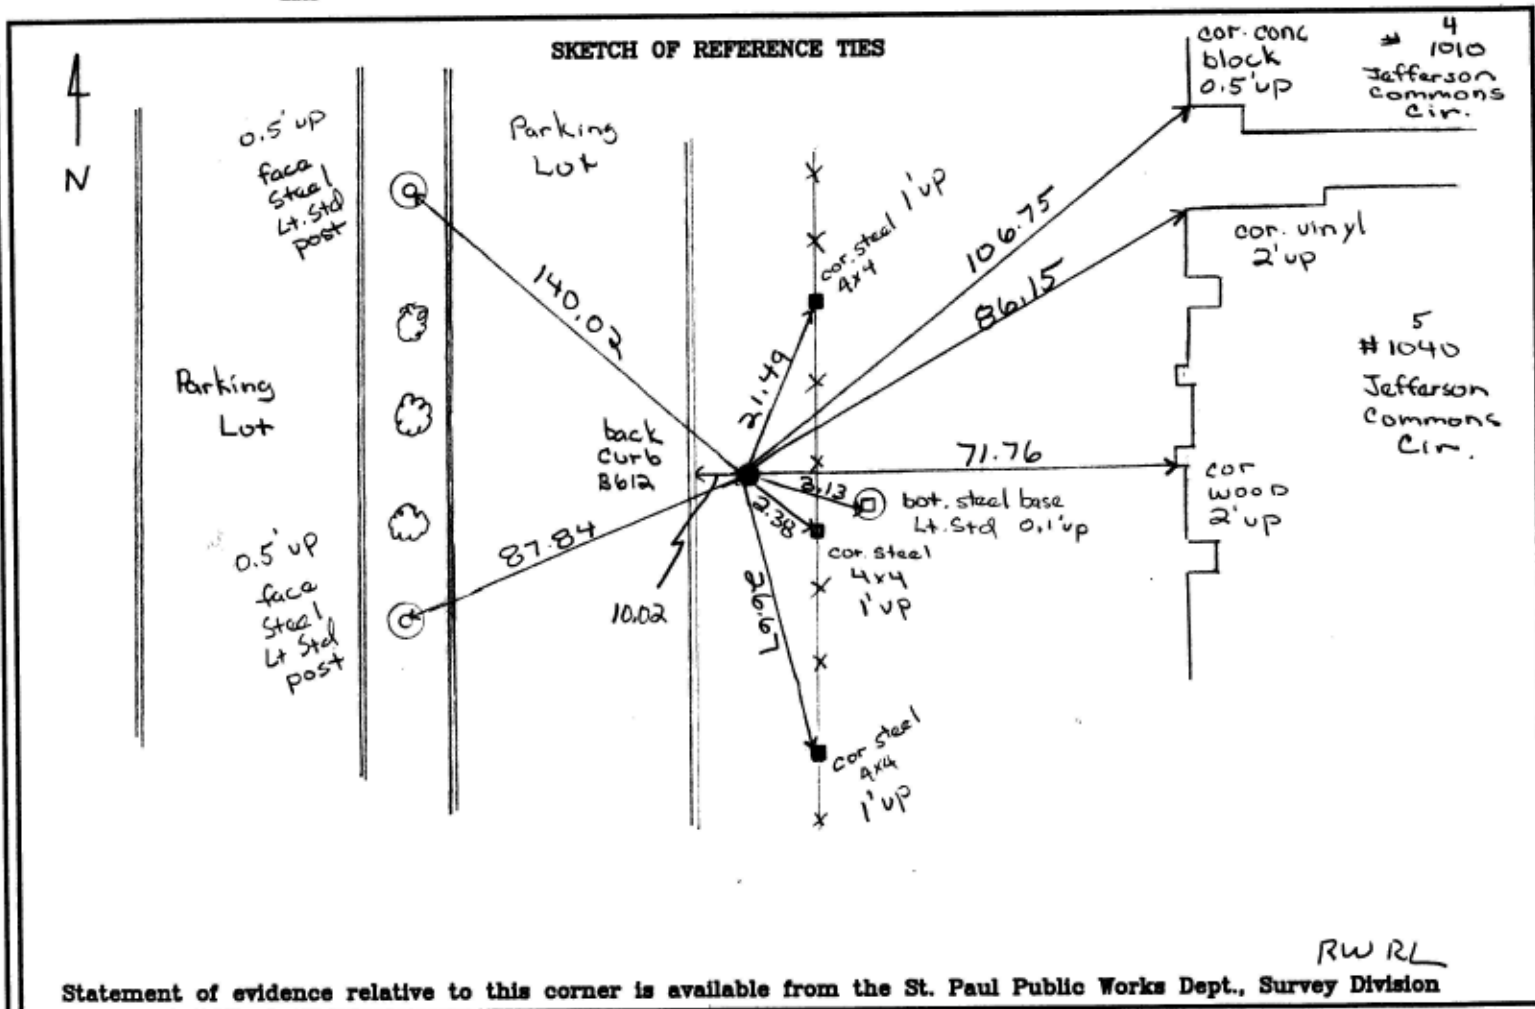 SKETCH OF REFERENCE TIES
N
0.5' up
face
steel
Lt. Std
post
Parking
Lot
Parking
Lot
0.5' up
face
steel
Lt Std
post
140.02
87.84
back
curb
B612
10.02
21.49
cor. steel 1' up
4x4
106.75
86.15
71.76
3.13
2.38
26.67
bot. steel base
Lt. Std 0.1' up
cor. steel
4x4
1' up
cor steel
4x4
1' up
cor. conc
block
0.5' up
4
# 1010
Jefferson
Commons
Cir.
cor. vinyl
2' up
5
#1040
Jefferson
Commons
Cir.
cor
WOOD
2' up
RW RL
Statement of evidence relative to this corner is available from the St. Paul Public Works Dept., Survey Division